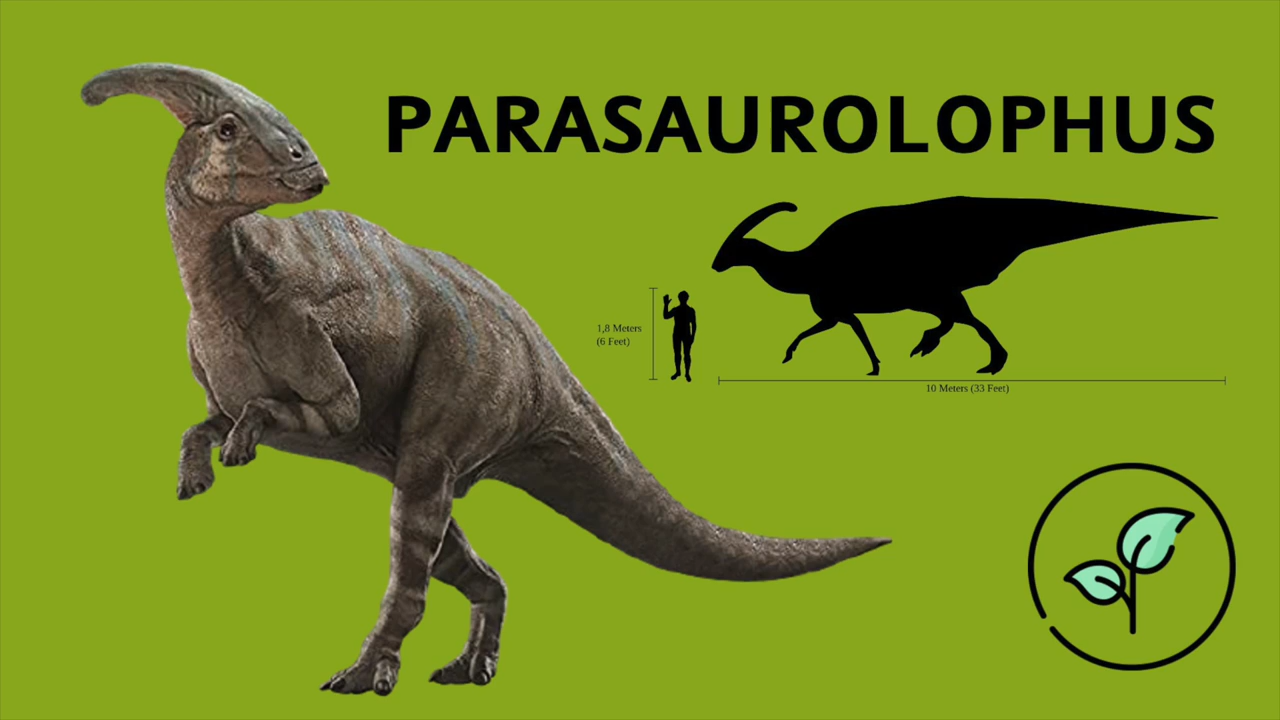 PARASAUROLOPHUS
1,8 Meters
(6 Feet)
10 Meters (33 Feet)